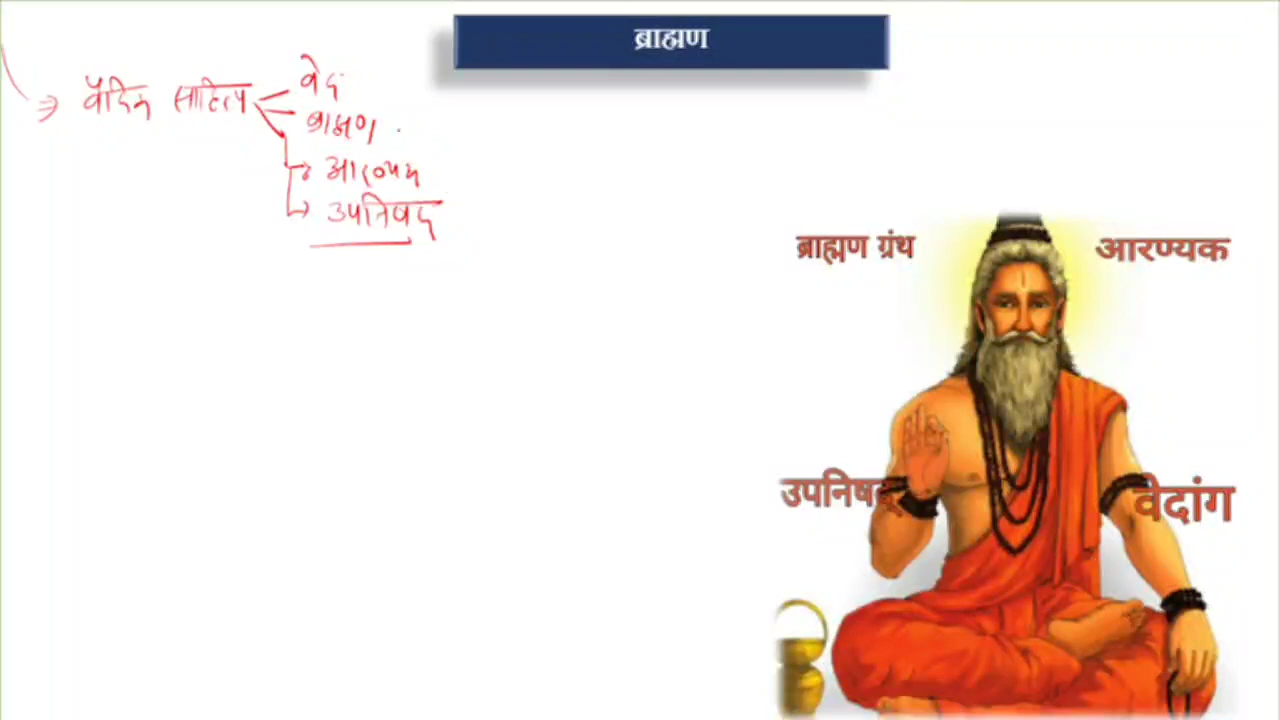 ब्राह्मण
⇒ वैदिक साहित्य
वेद
ब्राह्मण
आरण्यक
उपनिषद
ब्राह्मण ग्रंथ
आरण्यक
उपनिषद्
वेदांग